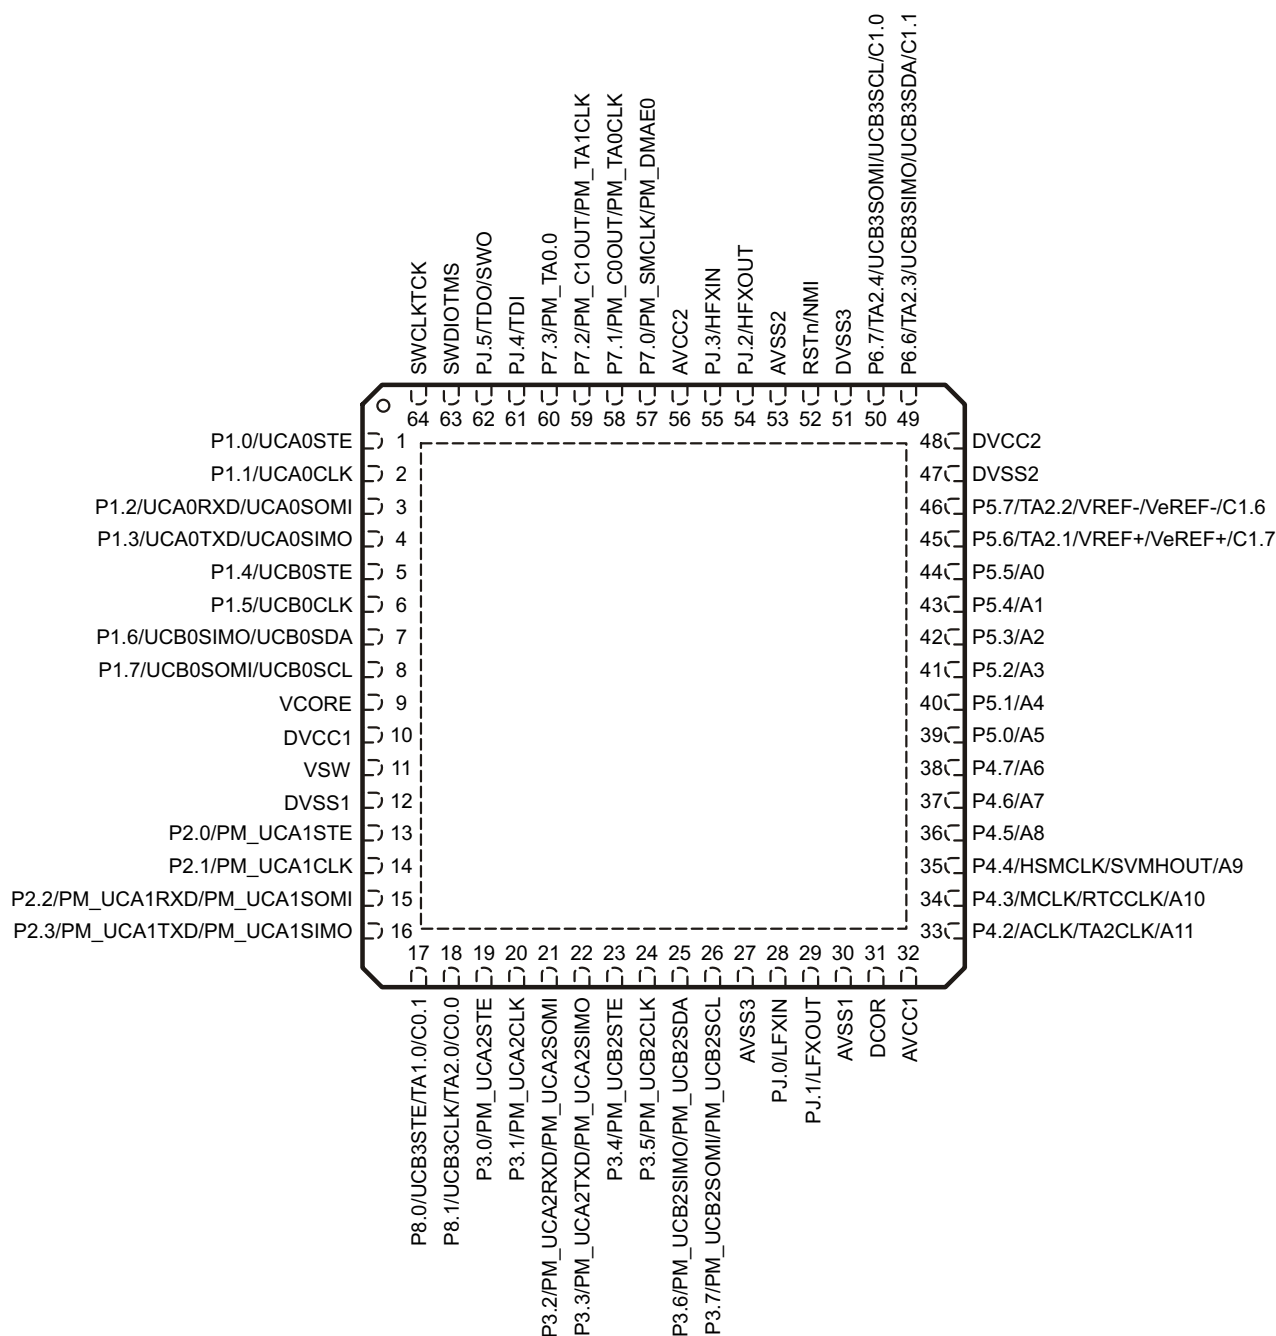 SWCLKTCK
SWDIOTMS
PJ.5/TDO/SWO
PJ.4/TDI
P7.3/PM_TA0.0
P7.2/PM_C1OUT/PM_TA1CLK
P7.1/PM_C0OUT/PM_TA0CLK
P7.0/PM_SMCLK/PM_DMAE0
AVCC2
PJ.3/HFXIN
PJ.2/HFXOUT
AVSS2
RSTn/NMI
DVSS3
P6.7/TA2.4/UCB3SOMI/UCB3SCL/C1.0
P6.6/TA2.3/UCB3SIMO/UCB3SDA/C1.1
64 63 62 61 60 59 58 57 56 55 54 53 52 51 50 49
P1.0/UCA0STE 1
P1.1/UCA0CLK 2
P1.2/UCA0RXD/UCA0SOMI 3
P1.3/UCA0TXD/UCA0SIMO 4
P1.4/UCB0STE 5
P1.5/UCB0CLK 6
P1.6/UCB0SIMO/UCB0SDA 7
P1.7/UCB0SOMI/UCB0SCL 8
VCORE 9
DVCC1 10
VSW 11
DVSS1 12
P2.0/PM_UCA1STE 13
P2.1/PM_UCA1CLK 14
P2.2/PM_UCA1RXD/PM_UCA1SOMI 15
P2.3/PM_UCA1TXD/PM_UCA1SIMO 16
48 DVCC2
47 DVSS2
46 P5.7/TA2.2/VREF-/VeREF-/C1.6
45 P5.6/TA2.1/VREF+/VeREF+/C1.7
44 P5.5/A0
43 P5.4/A1
42 P5.3/A2
41 P5.2/A3
40 P5.1/A4
39 P5.0/A5
38 P4.7/A6
37 P4.6/A7
36 P4.5/A8
35 P4.4/HSMCLK/SVMHOUT/A9
34 P4.3/MCLK/RTCCLK/A10
33 P4.2/ACLK/TA2CLK/A11
17 18 19 20 21 22 23 24 25 26 27 28 29 30 31 32
P8.0/UCB3STE/TA1.0/C0.1
P8.1/UCB3CLK/TA2.0/C0.0
P3.0/PM_UCA2STE
P3.1/PM_UCA2CLK
P3.2/PM_UCA2RXD/PM_UCA2SOMI
P3.3/PM_UCA2TXD/PM_UCA2SIMO
P3.4/PM_UCB2STE
P3.5/PM_UCB2CLK
P3.6/PM_UCB2SIMO/PM_UCB2SDA
P3.7/PM_UCB2SOMI/PM_UCB2SCL
AVSS3
PJ.0/LFXIN
PJ.1/LFXOUT
AVSS1
DCOR
AVCC1